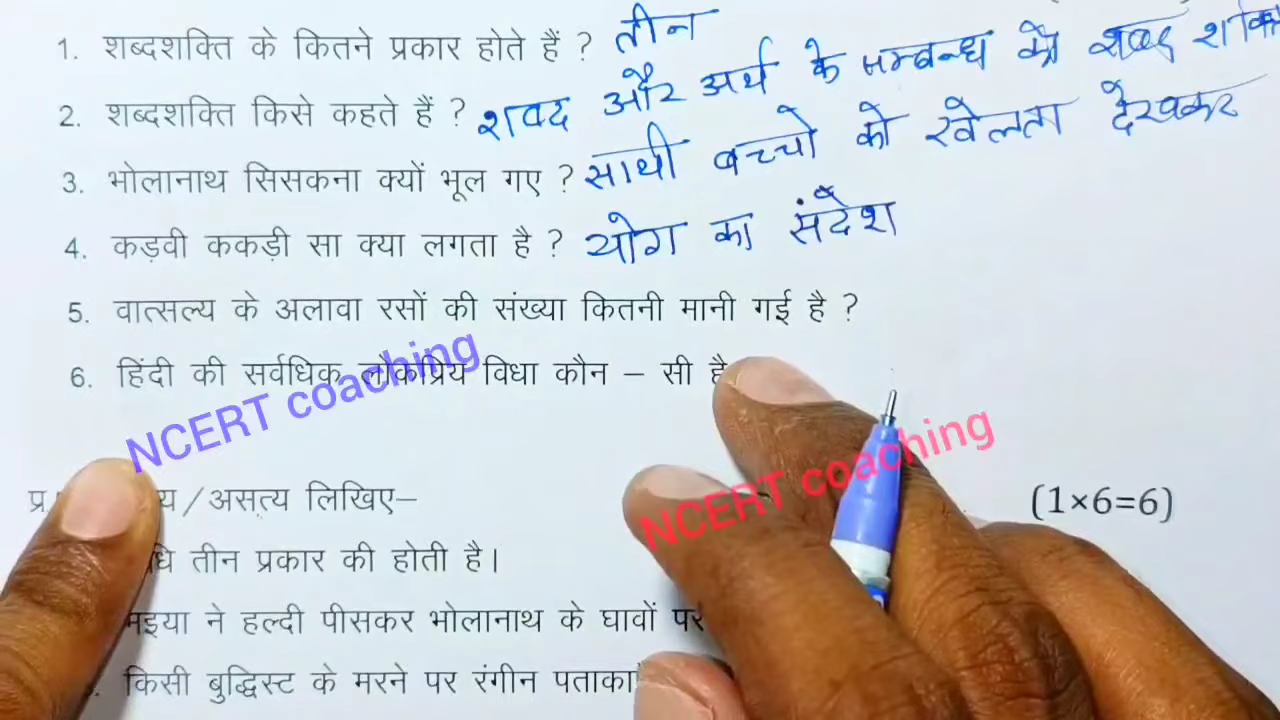 1. शब्दशक्ति के कितने प्रकार होते हैं ? तीन
2. शब्दशक्ति किसे कहते हैं ? शब्द और अर्थ के सम्बन्ध को शब्द
3. भोलानाथ सिसकना क्यों भूल गए ? साथी बच्चो को खेलता देखकर
4. कड़वी ककड़ी सा क्या लगता है ? योग का संदेश
5. वात्सल्य के अलावा रसों की संख्या कितनी मानी गई है ?
6. हिंदी की सर्वधिक लोकप्रिय विधा कौन – सी है
NCERT coaching
NCERT coaching
/असत्य लिखिए– (1×6=6)
तीन प्रकार की होती है।
मइया ने हल्दी पीसकर भोलानाथ के घावों पर
किसी बुद्धिस्ट के मरने पर रंगीन